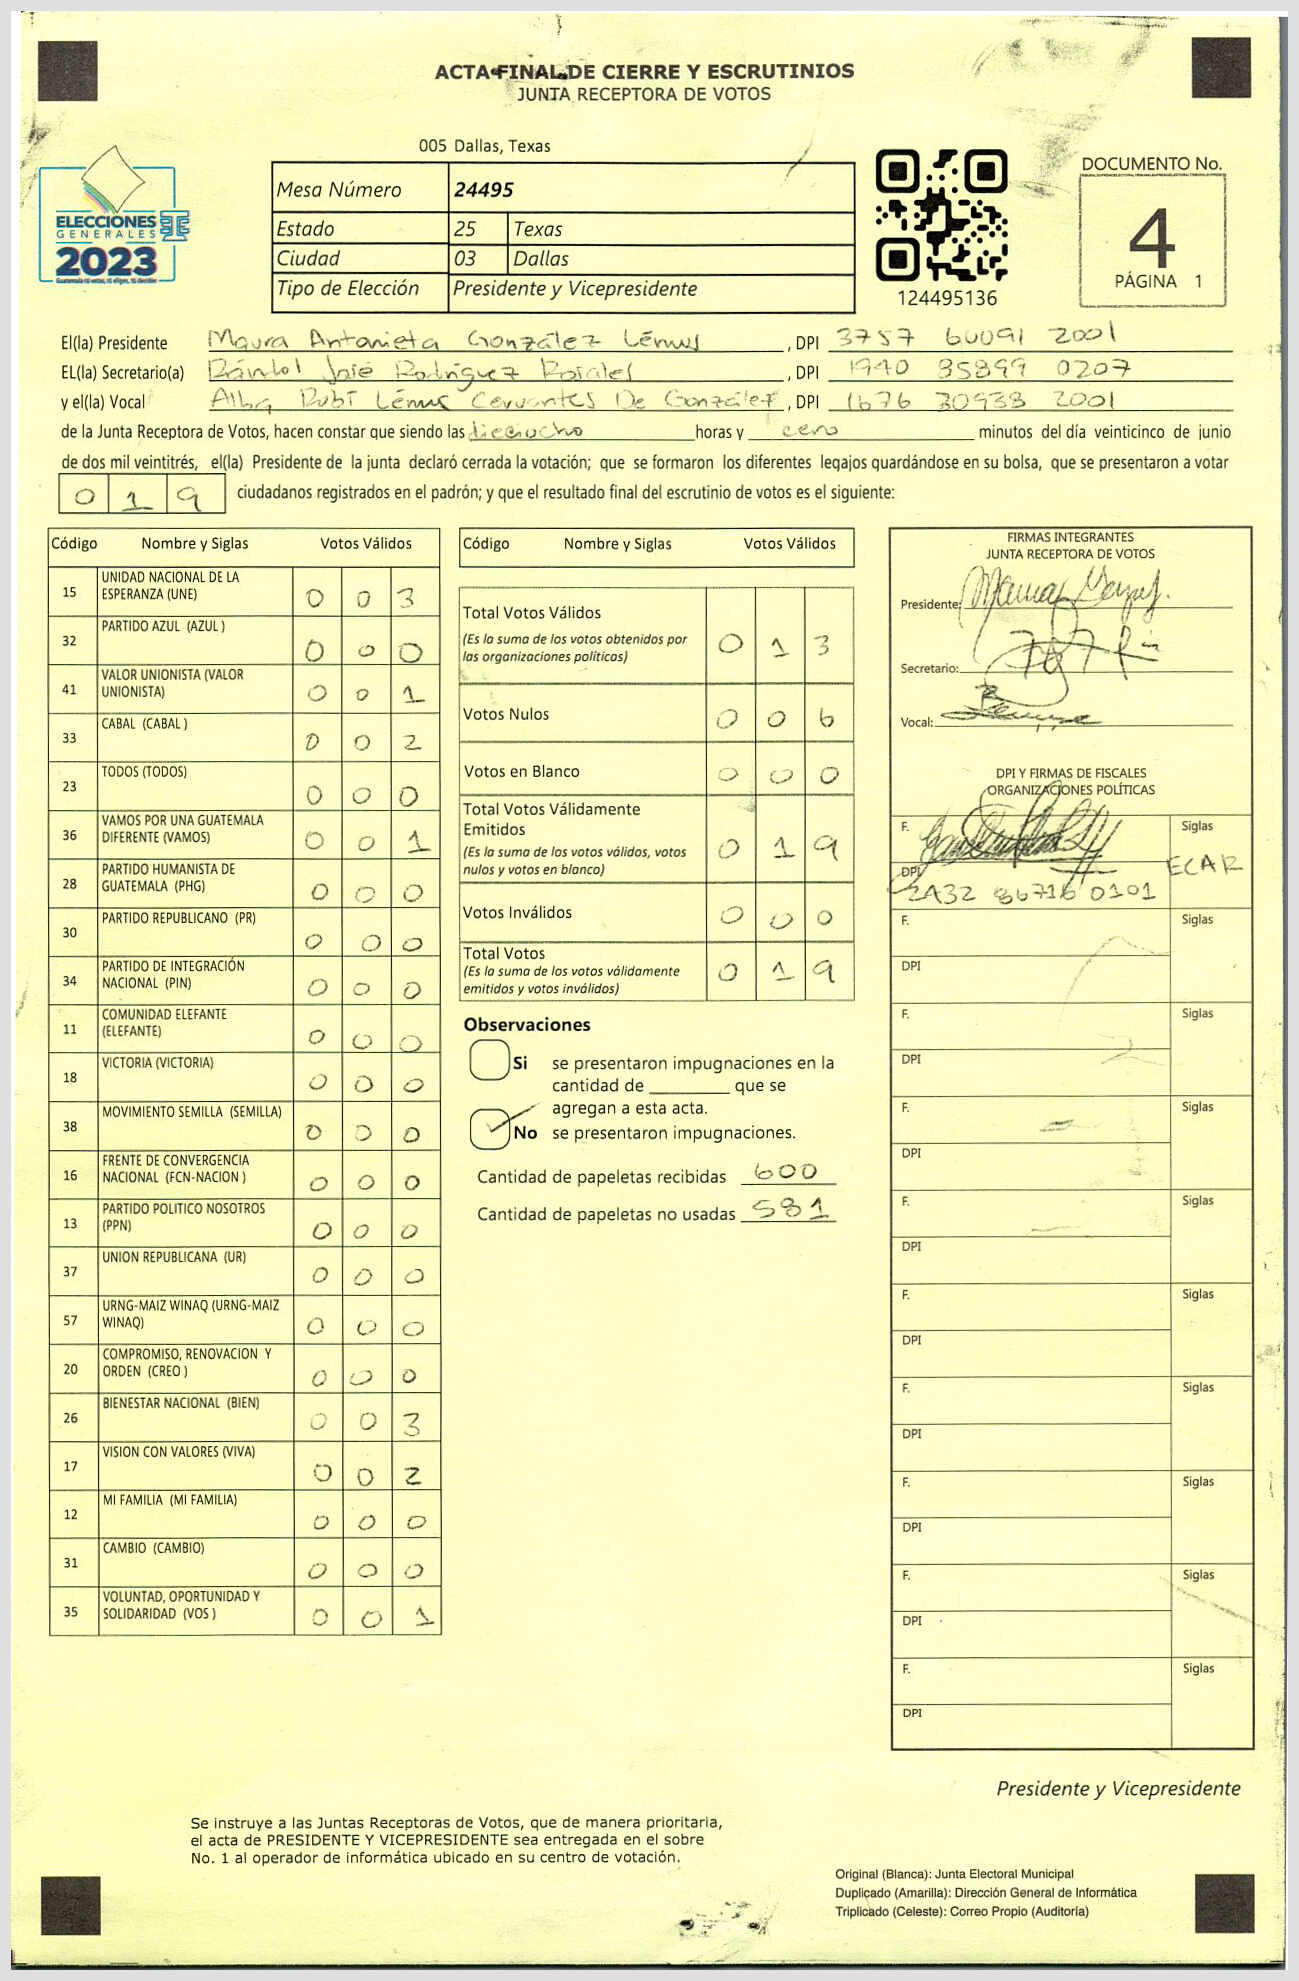 ACTA FINAL DE CIERRE Y ESCRUTINIOS
JUNTA RECEPTORA DE VOTOS
005 Dallas, Texas
ELECCIONES
GENERALES
2023
Mesa Número 24495
Estado 25 Texas
Ciudad 03 Dallas
Tipo de Elección Presidente y Vicepresidente
124495136
DOCUMENTO No.
4
PÁGINA 1
El(la) Presidente Maura Antonieta González Lémus, DPI 3757 60091 2001
EL(la) Secretario(a) Rándol José Rodríguez Rosales, DPI 1940 85899 0207
y el(la) Vocal Alba Rubí Lémus Cervantes De González, DPI 1676 30938 2001
de la Junta Receptora de Votos, hacen constar que siendo las dieciocho horas y cero minutos del día veinticinco de junio
de dos mil veintitrés, el(la) Presidente de la junta declaró cerrada la votación; que se formaron los diferentes legajos guardándose en su bolsa, que se presentaron a votar
0 1 9 ciudadanos registrados en el padrón; y que el resultado final del escrutinio de votos es el siguiente:
Código Nombre y Siglas Votos Válidos
15 UNIDAD NACIONAL DE LA ESPERANZA (UNE) 0 0 3
32 PARTIDO AZUL (AZUL ) 0 0 0
41 VALOR UNIONISTA (VALOR UNIONISTA) 0 0 1
33 CABAL (CABAL ) 0 0 2
23 TODOS (TODOS) 0 0 0
36 VAMOS POR UNA GUATEMALA DIFERENTE (VAMOS) 0 0 1
28 PARTIDO HUMANISTA DE GUATEMALA (PHG) 0 0 0
30 PARTIDO REPUBLICANO (PR) 0 0 0
34 PARTIDO DE INTEGRACIÓN NACIONAL (PIN) 0 0 0
11 COMUNIDAD ELEFANTE (ELEFANTE) 0 0 0
18 VICTORIA (VICTORIA) 0 0 0
38 MOVIMIENTO SEMILLA (SEMILLA) 0 0 0
16 FRENTE DE CONVERGENCIA NACIONAL (FCN-NACION ) 0 0 0
13 PARTIDO POLITICO NOSOTROS (PPN) 0 0 0
37 UNION REPUBLICANA (UR) 0 0 0
57 URNG-MAIZ WINAQ (URNG-MAIZ WINAQ) 0 0 0
20 COMPROMISO, RENOVACION Y ORDEN (CREO ) 0 0 0
26 BIENESTAR NACIONAL (BIEN) 0 0 3
17 VISION CON VALORES (VIVA) 0 0 2
12 MI FAMILIA (MI FAMILIA) 0 0 0
31 CAMBIO (CAMBIO) 0 0 0
35 VOLUNTAD, OPORTUNIDAD Y SOLIDARIDAD (VOS ) 0 0 1
Código Nombre y Siglas Votos Válidos
Total Votos Válidos 0 1 3
(Es la suma de los votos obtenidos por
las organizaciones politicas)
Votos Nulos 0 0 6
Votos en Blanco 0 0 0
Total Votos Válidamente
Emitidos 0 1 9
(Es la suma de los votos válidos, votos
nulos y votos en blanco)
Votos Inválidos 0 0 0
Total Votos 0 1 9
(Es la suma de los votos válidamente
emitidos y votos inválidos)
Observaciones
Si se presentaron impugnaciones en la
cantidad de ________ que se
agregan a esta acta.
No se presentaron impugnaciones.
Cantidad de papeletas recibidas 600
Cantidad de papeletas no usadas 581
FIRMAS INTEGRANTES
JUNTA RECEPTORA DE VOTOS
Presidente:
Secretario:
Vocal:
DPI Y FIRMAS DE FISCALES
ORGANIZACIONES POLÍTICAS
F. Siglas
DPI ECAR
2432 86716 0101
F. Siglas
DPI
F. Siglas
DPI
F. Siglas
DPI
F. Siglas
DPI
F. Siglas
DPI
F. Siglas
DPI
F. Siglas
DPI
F. Siglas
DPI
F. Siglas
DPI
Presidente y Vicepresidente
Se instruye a las Juntas Receptoras de Votos, que de manera prioritaria,
el acta de PRESIDENTE Y VICEPRESIDENTE sea entregada en el sobre
No. 1 al operador de informática ubicado en su centro de votación.
Original (Blanca): Junta Electoral Municipal
Duplicado (Amarilla): Dirección General de Informática
Triplicado (Celeste): Correo Propio (Auditoría)